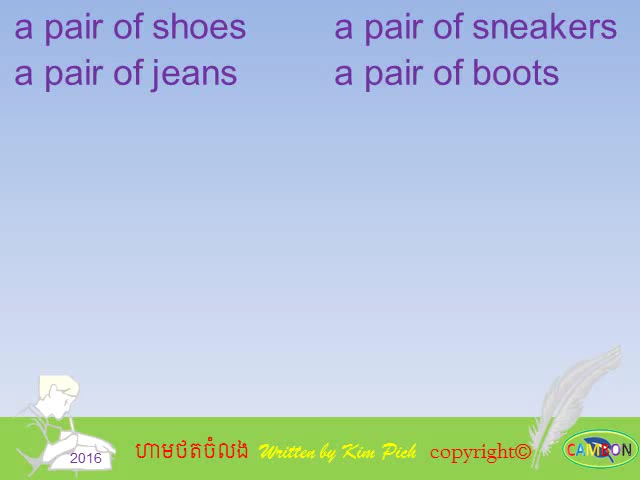 a pair of shoes a pair of sneakers
a pair of jeans a pair of boots
2016 ហាមថតចំលង Written by Kim Pich copyright© CAMBON